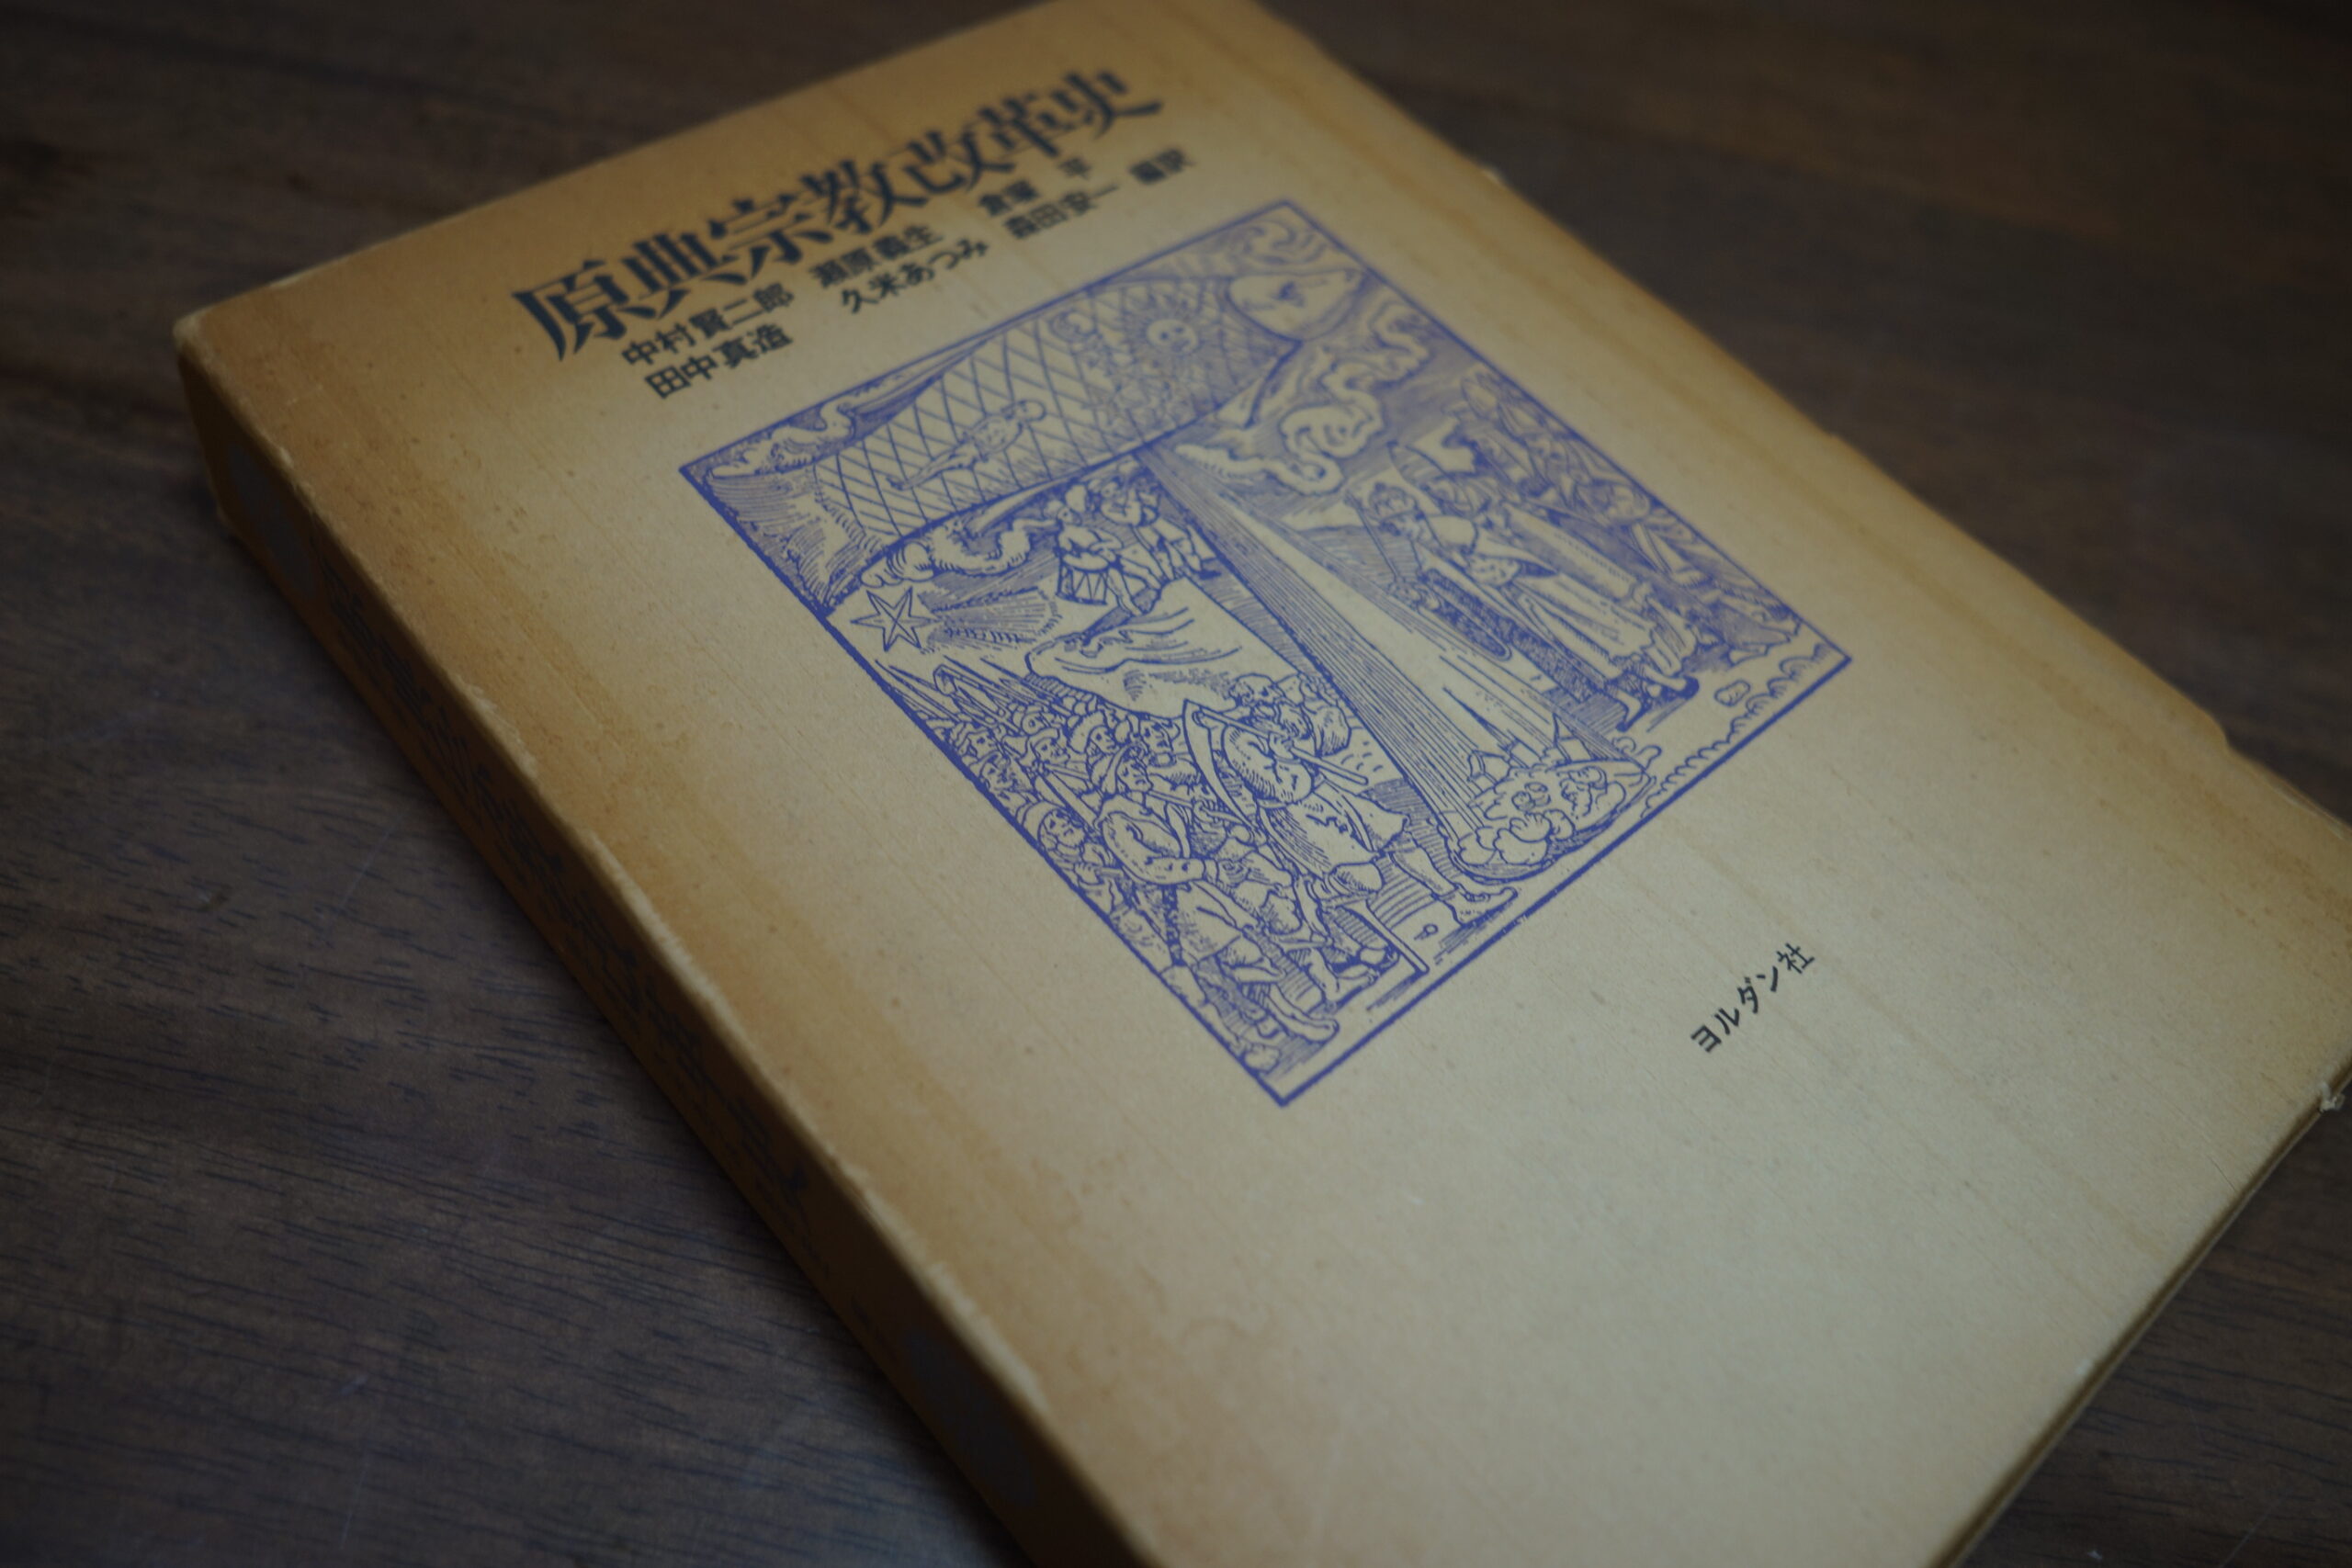 原典宗教改革史
中村賢二郎 瀬原義生 倉塚 平
田中真造 久米あつみ 森田安一 編訳
ヨルダン社